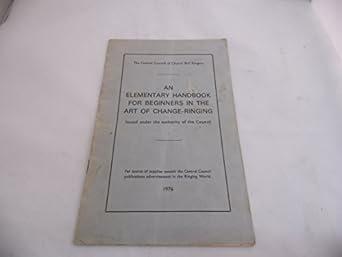 The Central Council of Church Bell Ringers
AN
ELEMENTARY HANDBOOK
FOR BEGINNERS IN THE
ART OF CHANGE-RINGING
Issued under the authority of the Council
For source of supplies consult the Central Council
publications advertisement in the Ringing World.
1976